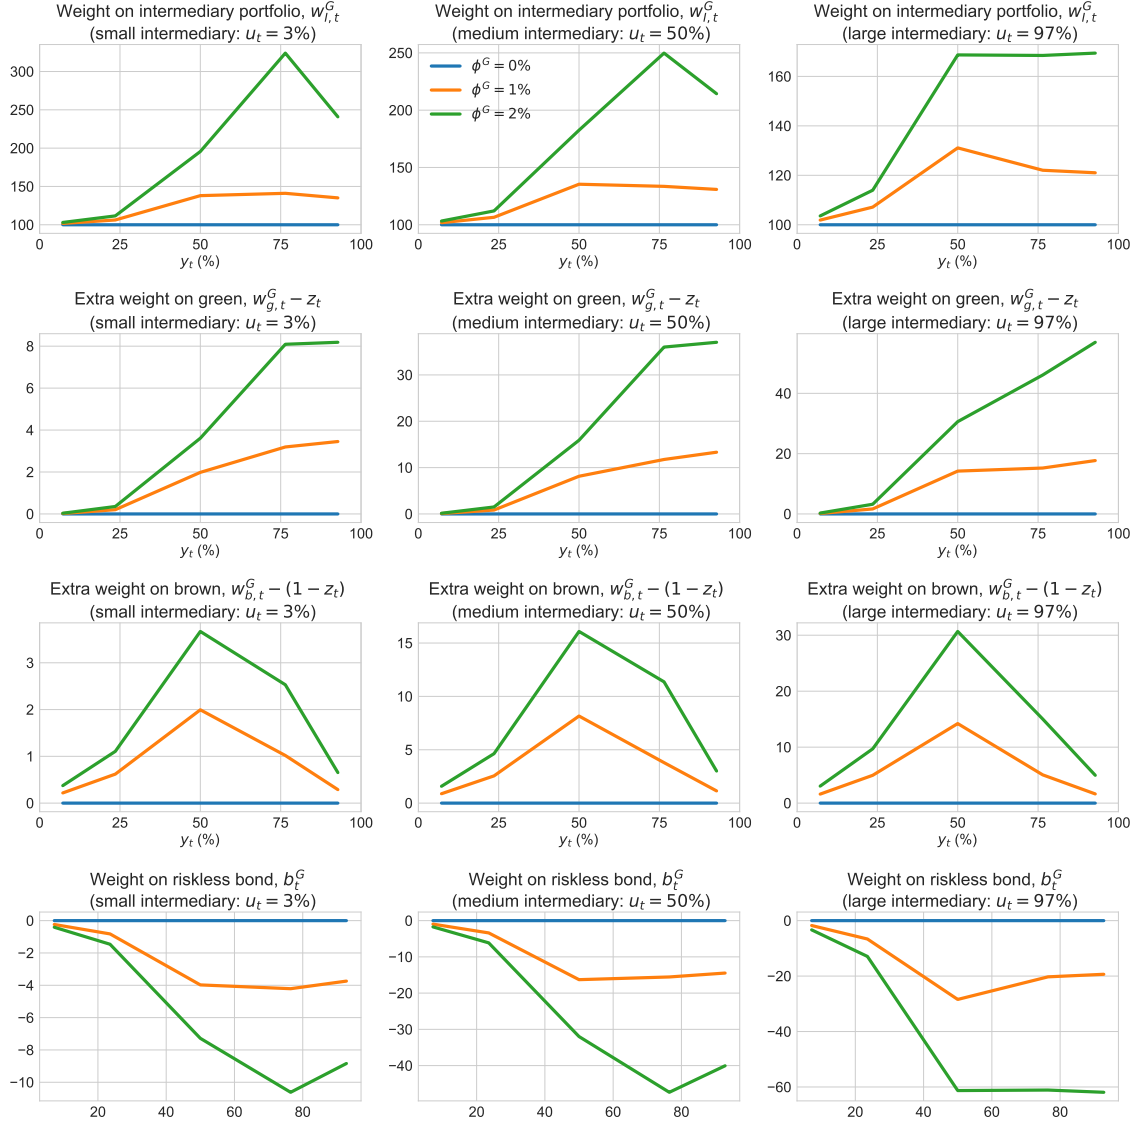 Weight on intermediary portfolio, $w^G_{I,t}$
(small intermediary: $u_t = 3\%$)
300
250
200
150
100
0 25 50 75 100
$y_t$ (%)
Weight on intermediary portfolio, $w^G_{I,t}$
(medium intermediary: $u_t = 50\%$)
250
200
150
100
$\phi^G = 0\%$
$\phi^G = 1\%$
$\phi^G = 2\%$
0 25 50 75 100
$y_t$ (%)
Weight on intermediary portfolio, $w^G_{I,t}$
(large intermediary: $u_t = 97\%$)
160
140
120
100
0 25 50 75 100
$y_t$ (%)
Extra weight on green, $w^G_{g,t} - z_t$
(small intermediary: $u_t = 3\%$)
8
6
4
2
0
0 25 50 75 100
$y_t$ (%)
Extra weight on green, $w^G_{g,t} - z_t$
(medium intermediary: $u_t = 50\%$)
30
20
10
0
0 25 50 75 100
$y_t$ (%)
Extra weight on green, $w^G_{g,t} - z_t$
(large intermediary: $u_t = 97\%$)
40
20
0
0 25 50 75 100
$y_t$ (%)
Extra weight on brown, $w^G_{b,t} - (1 - z_t)$
(small intermediary: $u_t = 3\%$)
3
2
1
0
0 25 50 75 100
$y_t$ (%)
Extra weight on brown, $w^G_{b,t} - (1 - z_t)$
(medium intermediary: $u_t = 50\%$)
15
10
5
0
0 25 50 75 100
$y_t$ (%)
Extra weight on brown, $w^G_{b,t} - (1 - z_t)$
(large intermediary: $u_t = 97\%$)
30
20
10
0
0 25 50 75 100
$y_t$ (%)
Weight on riskless bond, $b^G_t$
(small intermediary: $u_t = 3\%$)
0
−2
−4
−6
−8
−10
20 40 60 80
Weight on riskless bond, $b^G_t$
(medium intermediary: $u_t = 50\%$)
0
−10
−20
−30
−40
20 40 60 80
Weight on riskless bond, $b^G_t$
(large intermediary: $u_t = 97\%$)
0
−20
−40
−60
20 40 60 80